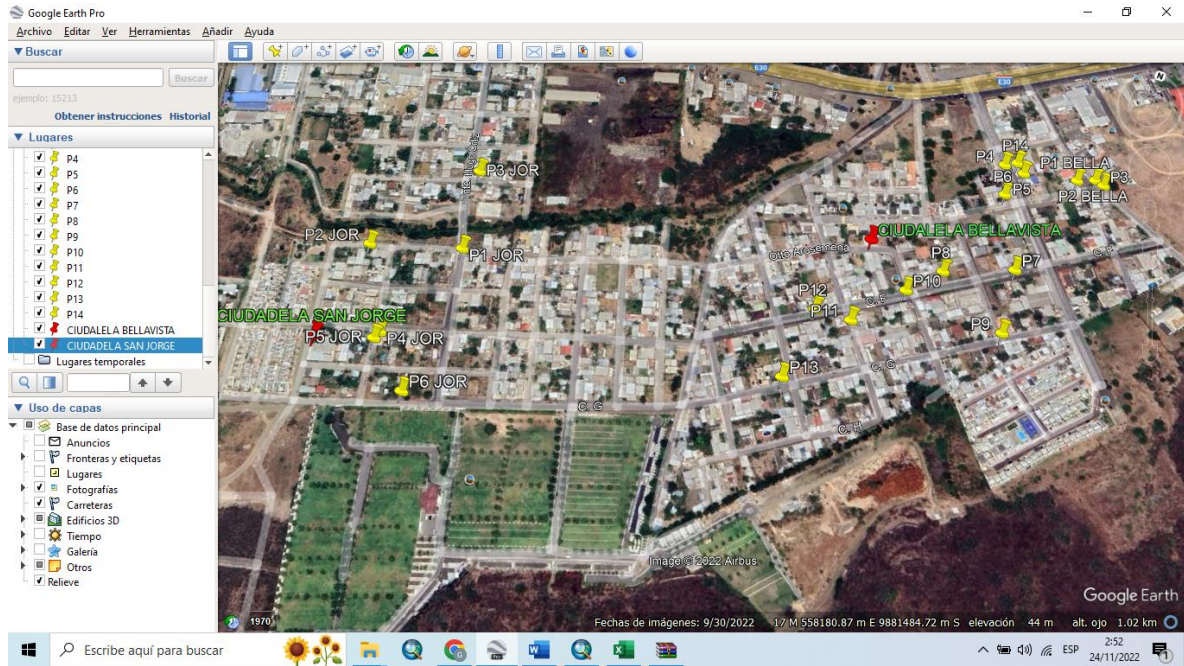 Google Earth Pro
Archivo Editar Ver Herramientas Añadir Ayuda
Buscar
Buscar
ejemplo: 15213
Obtener instrucciones Historial
Lugares
P4
P5
P6
P7
P8
P9
P10
P11
P12
P13
P14
CIUDALELA BELLAVISTA
CIUDADELA SAN JORGE
Lugares temporales
Uso de capas
Base de datos principal
Anuncios
Fronteras y etiquetas
Lugares
Fotografías
Carreteras
Edificios 3D
Tiempo
Galería
Otros
Relieve
E30
E30
N
P3 JOR
P4
P14
P1 BELLA
P6
P3
P5
P2 BELLA
P2 JOR
P1 JOR
CIUDALELA BELLAVISTA
Otto Arosemena
C. F
P8
P7
P10
P12
P11
CIUDADELA SAN JORGE
P5 JOR
P4 JOR
P9
P13
C. G
P6 JOR
C. G
C. H
Image © 2022 Airbus
Google Earth
1970
Fechas de imágenes: 9/30/2022 17 M 558180.87 m E 9881484.72 m S elevación 44 m alt. ojo 1.02 km
Escribe aquí para buscar
ESP
2:52
24/11/2022
1